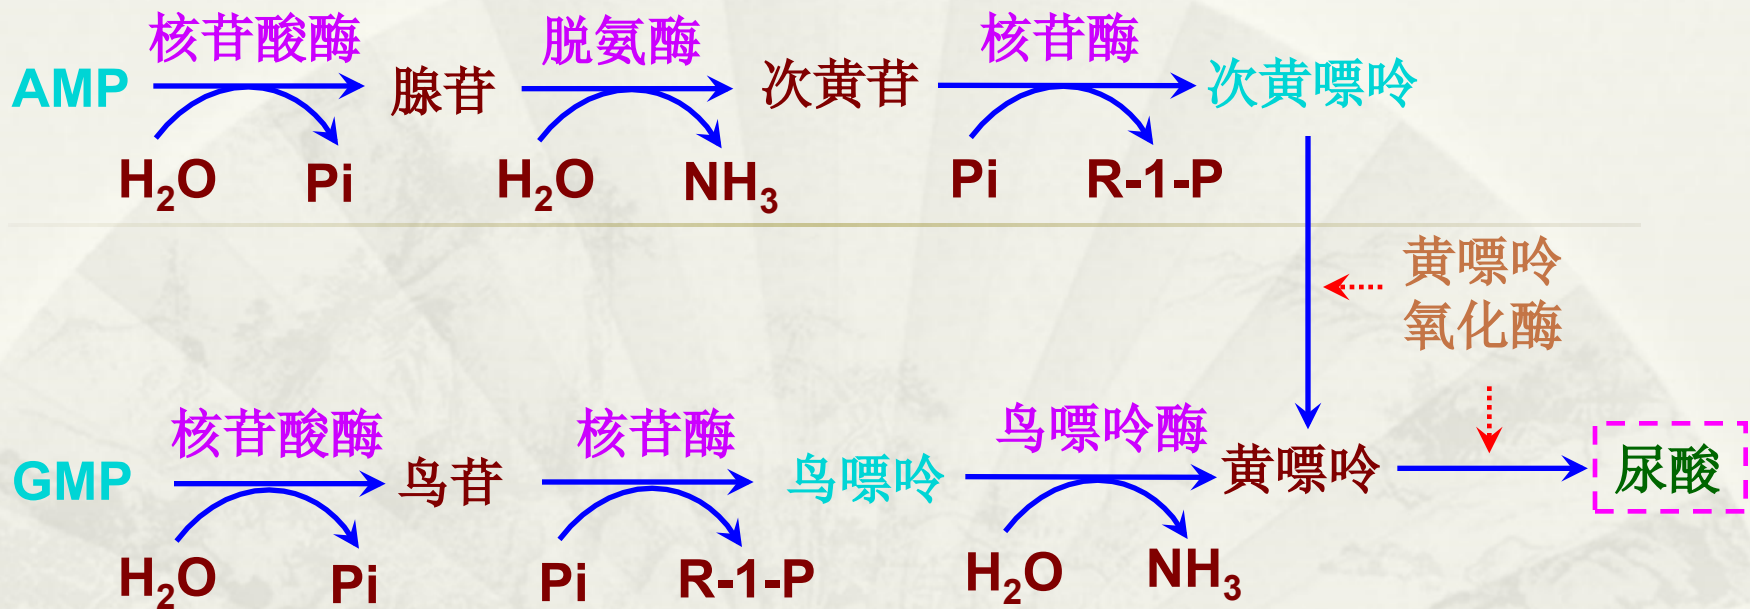 核苷酸酶 脱氨酶 核苷酶
AMP 腺苷 次黄苷 次黄嘌呤
H₂O Pi H₂O NH₃ Pi R-1-P
黄嘌呤
氧化酶
核苷酸酶 核苷酶 鸟嘌呤酶
GMP 鸟苷 鸟嘌呤 黄嘌呤 尿酸
H₂O Pi Pi R-1-P H₂O NH₃